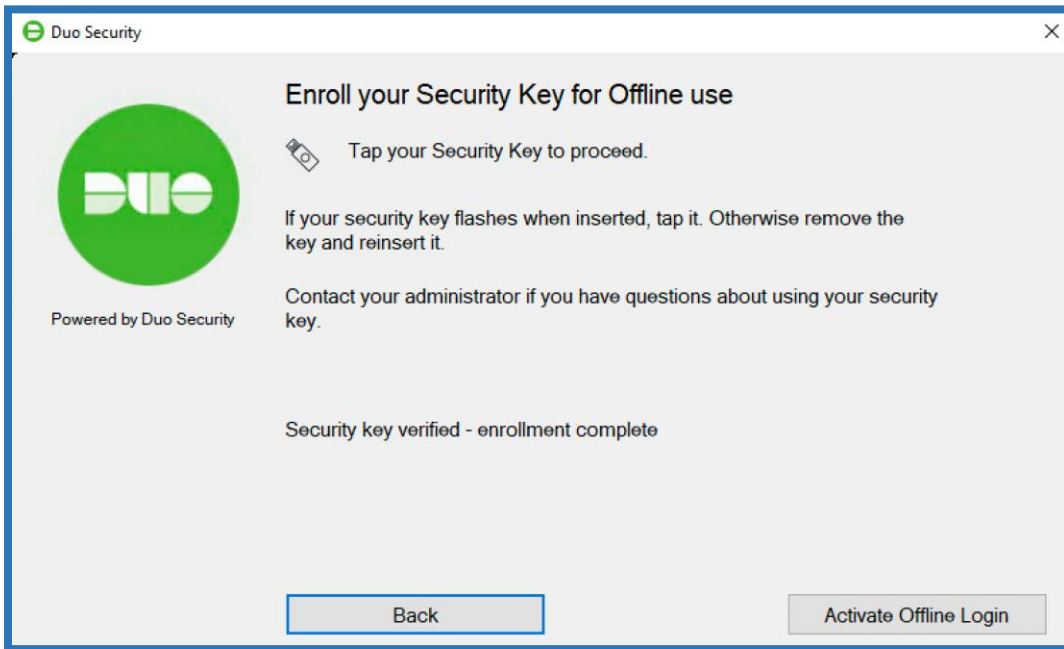 Duo Security
Enroll your Security Key for Offline use
Tap your Security Key to proceed.
DUO
If your security key flashes when inserted, tap it. Otherwise remove the
key and reinsert it.
Contact your administrator if you have questions about using your security
key.
Powered by Duo Security
Security key verified - enrollment complete
Back
Activate Offline Login